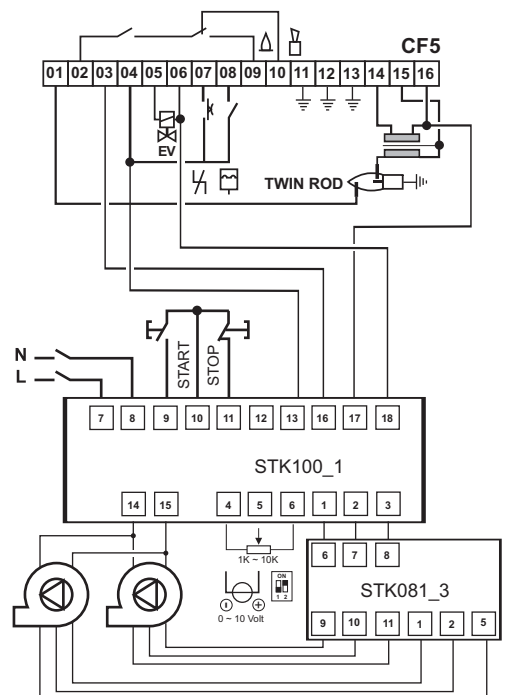 CF5
01 02 03 04 05 06 07 08 09 10 11 12 13 14 15 16
EV
TWIN ROD
N
L
START
STOP
7 8 9 10 11 12 13 16 17 18
STK100_1
14 15 4 5 6 1 2 3
1K ~ 10K
ON
1 2
0 ~ 10 Volt
6 7 8
STK081_3
9 10 11 1 2 5